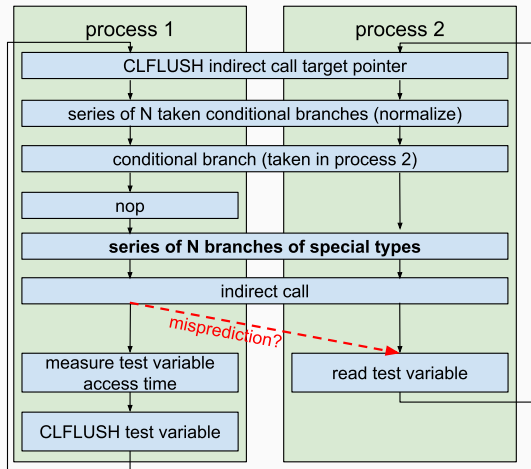 process 1
process 2
CLFLUSH indirect call target pointer
series of N taken conditional branches (normalize)
conditional branch (taken in process 2)
nop
series of N branches of special types
indirect call
misprediction?
measure test variable
access time
read test variable
CLFLUSH test variable